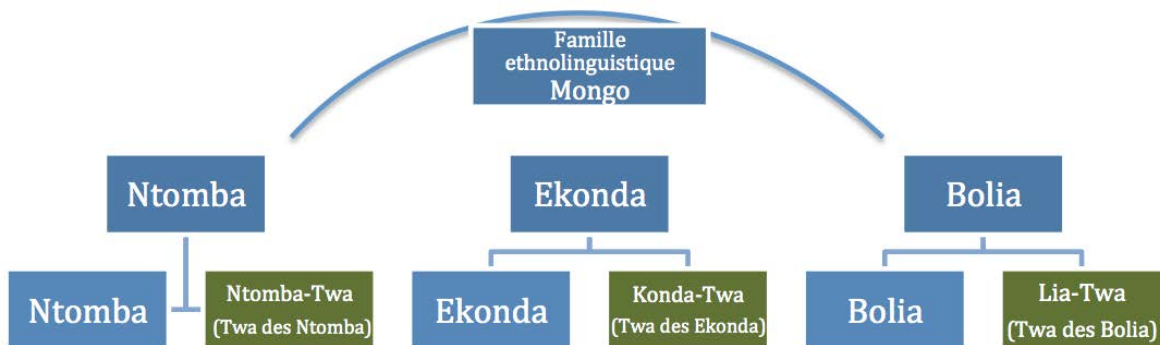 Famille
ethnolinguistique
Mongo
Ntomba
Ekonda
Bolia
Ntomba
Ntomba-Twa
(Twa des Ntomba)
Ekonda
Konda-Twa
(Twa des Ekonda)
Bolia
Lia-Twa
(Twa des Bolia)